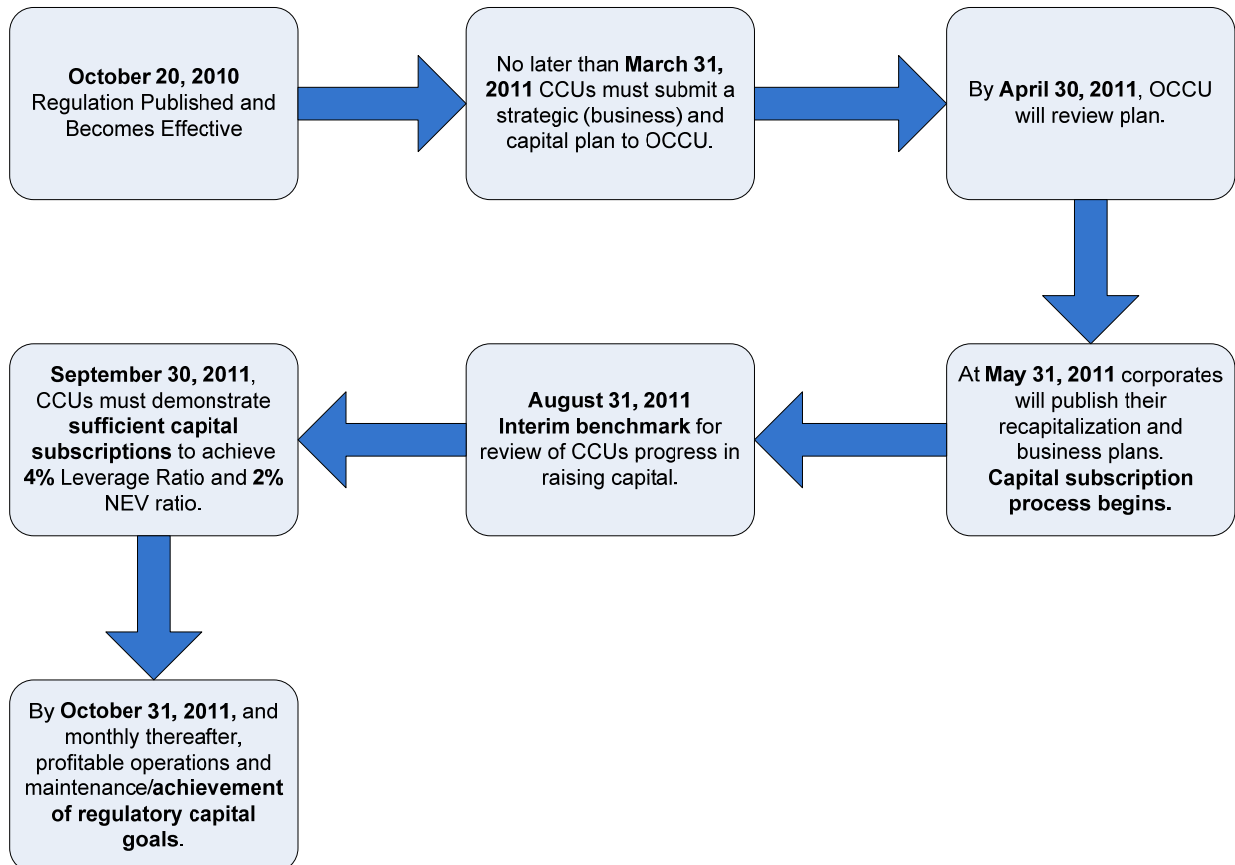 October 20, 2010
Regulation Published and
Becomes Effective
No later than March 31,
2011 CCUs must submit a
strategic (business) and
capital plan to OCCU.
By April 30, 2011, OCCU
will review plan.
At May 31, 2011 corporates
will publish their
recapitalization and
business plans.
Capital subscription
process begins.
August 31, 2011
Interim benchmark for
review of CCUs progress in
raising capital.
September 30, 2011,
CCUs must demonstrate
sufficient capital
subscriptions to achieve
4% Leverage Ratio and 2%
NEV ratio.
By October 31, 2011, and
monthly thereafter,
profitable operations and
maintenance/achievement
of regulatory capital
goals.